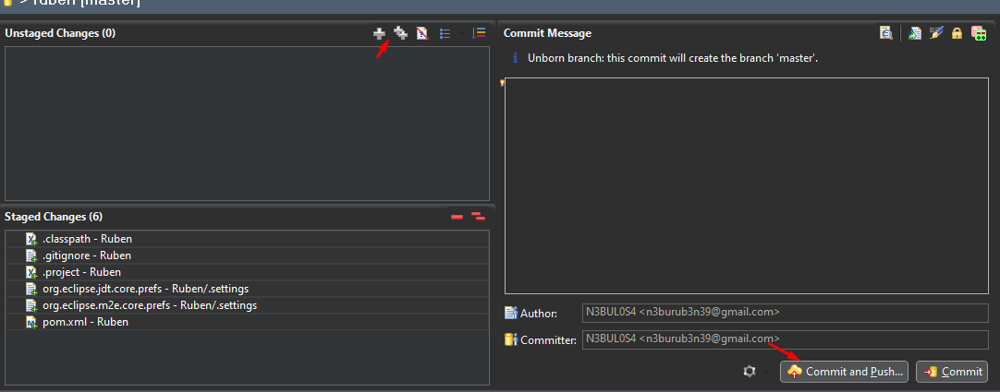 > ruben [master]
Unstaged Changes (0)
Staged Changes (6)
.classpath - Ruben
.gitignore - Ruben
.project - Ruben
org.eclipse.jdt.core.prefs - Ruben/.settings
org.eclipse.m2e.core.prefs - Ruben/.settings
pom.xml - Ruben
Commit Message
Unborn branch: this commit will create the branch 'master'.
Author: N3BUL0S4 <n3burub3n39@gmail.com>
Committer: N3BUL0S4 <n3burub3n39@gmail.com>
Commit and Push... Commit